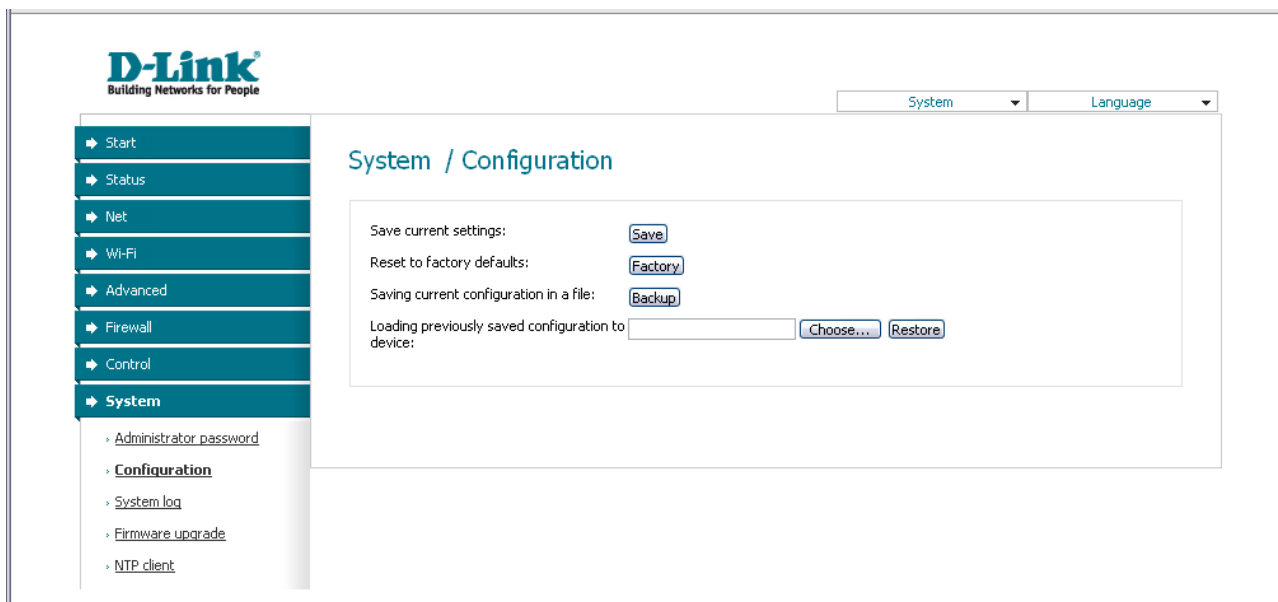 D-Link
Building Networks for People
System
Language
Start
Status
Net
Wi-Fi
Advanced
Firewall
Control
System
Administrator password
Configuration
System log
Firmware upgrade
NTP client
System / Configuration
Save current settings: Save
Reset to factory defaults: Factory
Saving current configuration in a file: Backup
Loading previously saved configuration to Choose... Restore
device: